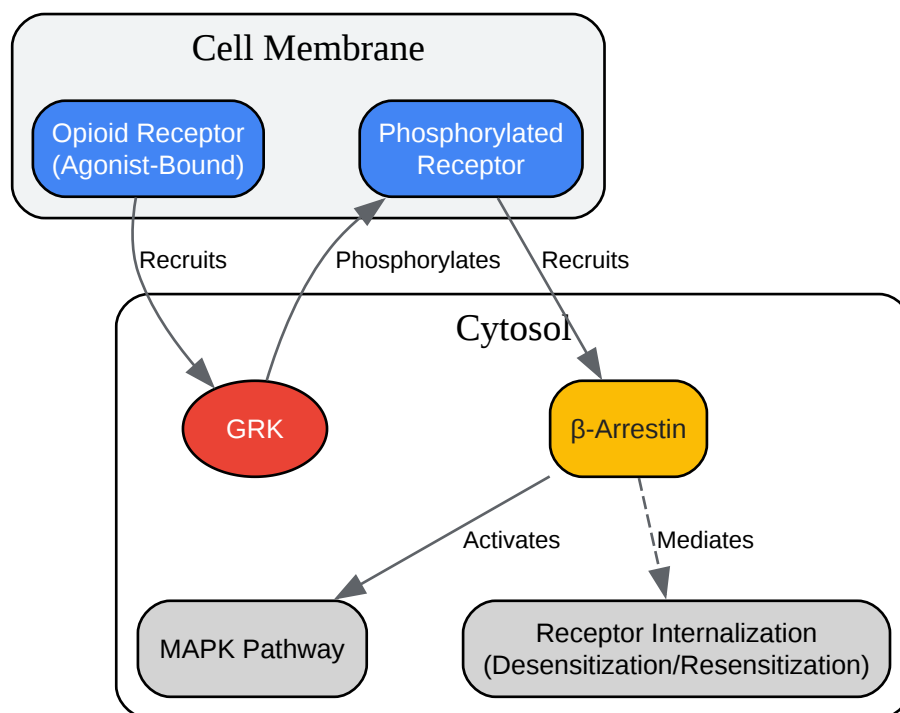 Cell Membrane
Opioid Receptor
(Agonist-Bound)
Phosphorylated
Receptor
Recruits
Phosphorylates
Recruits
Cytosol
GRK
β-Arrestin
Activates
Mediates
MAPK Pathway
Receptor Internalization
(Desensitization/Resensitization)